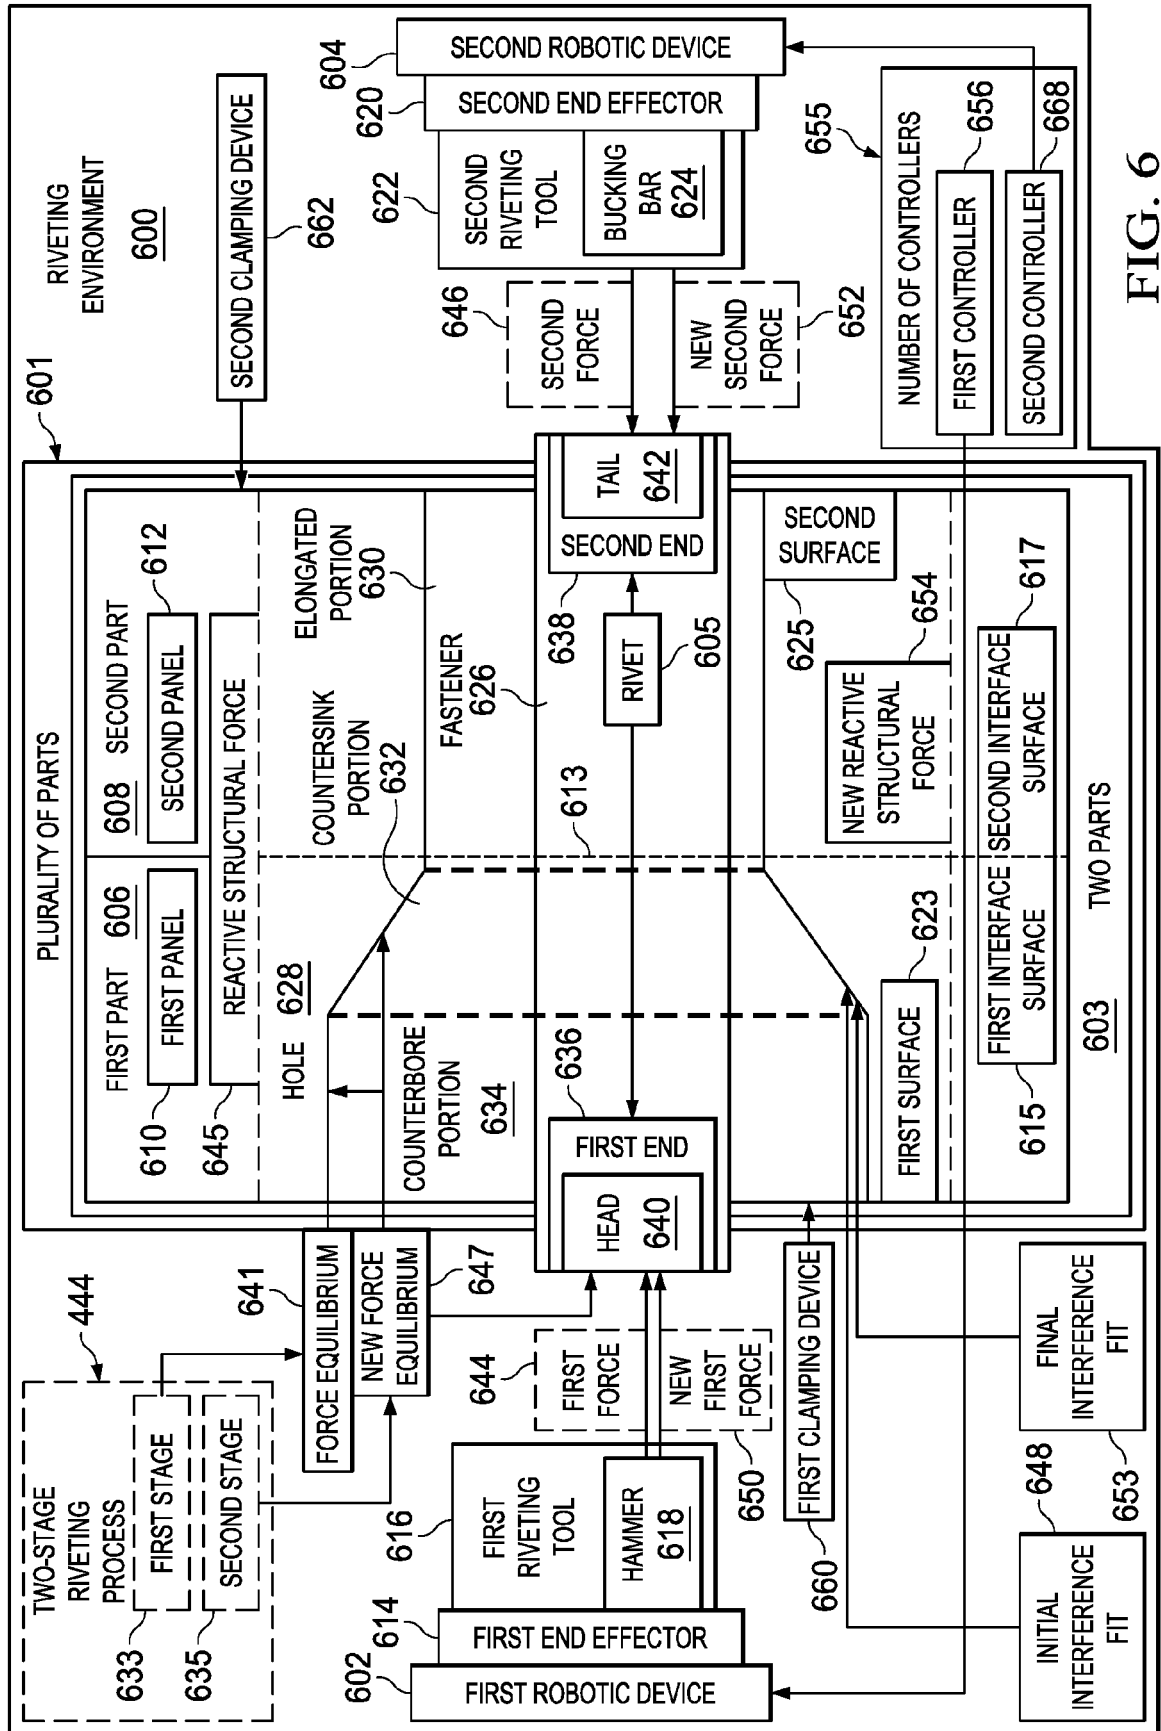 RIVETING
ENVIRONMENT
600
TWO-STAGE
RIVETING
PROCESS
444
FIRST STAGE
633
SECOND STAGE
635
641
FORCE EQUILIBRIUM
NEW FORCE
EQUILIBRIUM
647
PLURALITY OF PARTS
601
FIRST PART
606
FIRST PANEL
610
608
SECOND PART
SECOND PANEL
612
REACTIVE STRUCTURAL FORCE
645
SECOND CLAMPING DEVICE
662
HOLE
628
COUNTERSINK
PORTION
632
ELONGATED
PORTION
630
COUNTERBORE
PORTION
634
FASTENER
626
602
FIRST ROBOTIC DEVICE
614
FIRST END EFFECTOR
616
FIRST
RIVETING
TOOL
HAMMER
618
644
FIRST
FORCE
NEW FIRST
FORCE
650
HEAD
640
FIRST END
636
613
RIVET
605
638
SECOND END
TAIL
642
646
SECOND
FORCE
NEW
SECOND
FORCE
652
622
SECOND
RIVETING
TOOL
BUCKING
BAR
624
620
SECOND END EFFECTOR
604
SECOND ROBOTIC DEVICE
660
FIRST CLAMPING DEVICE
FIRST SURFACE
623
NEW REACTIVE
STRUCTURAL
FORCE
654
625
SECOND
SURFACE
615
FIRST INTERFACE
SURFACE
SECOND INTERFACE
SURFACE
617
603
TWO PARTS
INITIAL
INTERFERENCE
FIT
648
FINAL
INTERFERENCE
FIT
653
655
NUMBER OF CONTROLLERS
FIRST CONTROLLER
656
SECOND CONTROLLER
668
FIG. 6